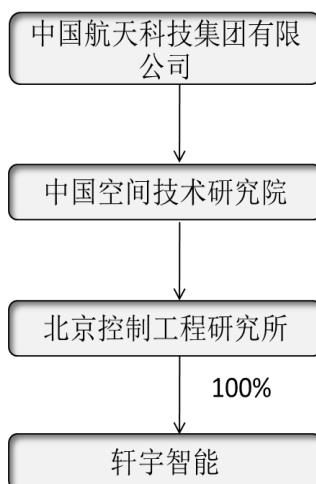 中国航天科技集团有限
公司
中国空间技术研究院
北京控制工程研究所
100%
轩宇智能